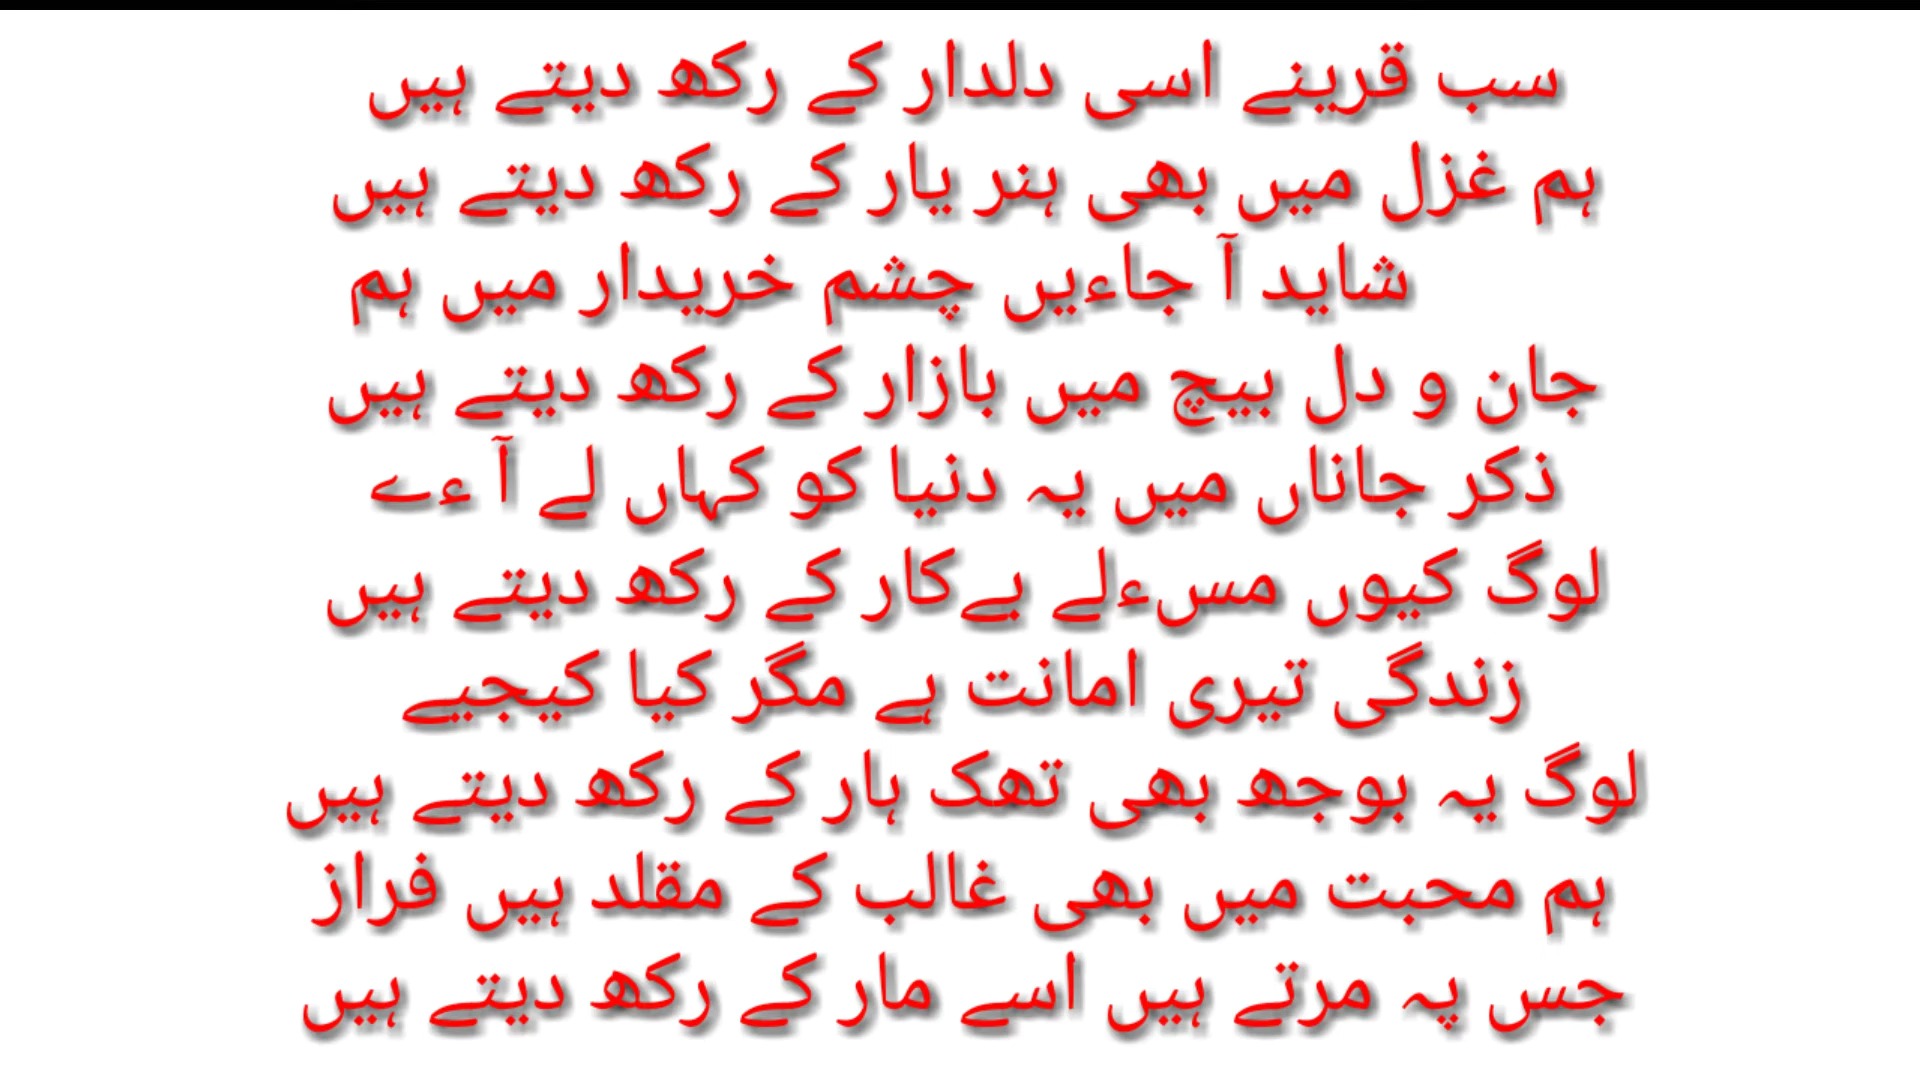 سب قرینے اسی دلدار کے رکھ دیتے ہیں
ہم غزل میں بھی ہنر یار کے رکھ دیتے ہیں
شاید آ جاءیں چشم خریدار میں ہم
جان و دل بیچ میں بازار کے رکھ دیتے ہیں
ذکر جاناں میں یہ دنیا کو کہاں لے آ ءے
لوگ کیوں مسءلے بےکار کے رکھ دیتے ہیں
زندگی تیری امانت ہے مگر کیا کیجیے
لوگ یہ بوجھ بھی تھک ہار کے رکھ دیتے ہیں
ہم محبت میں بھی غالب کے مقلد ہیں فراز
جس پہ مرتے ہیں اسے مار کے رکھ دیتے ہیں